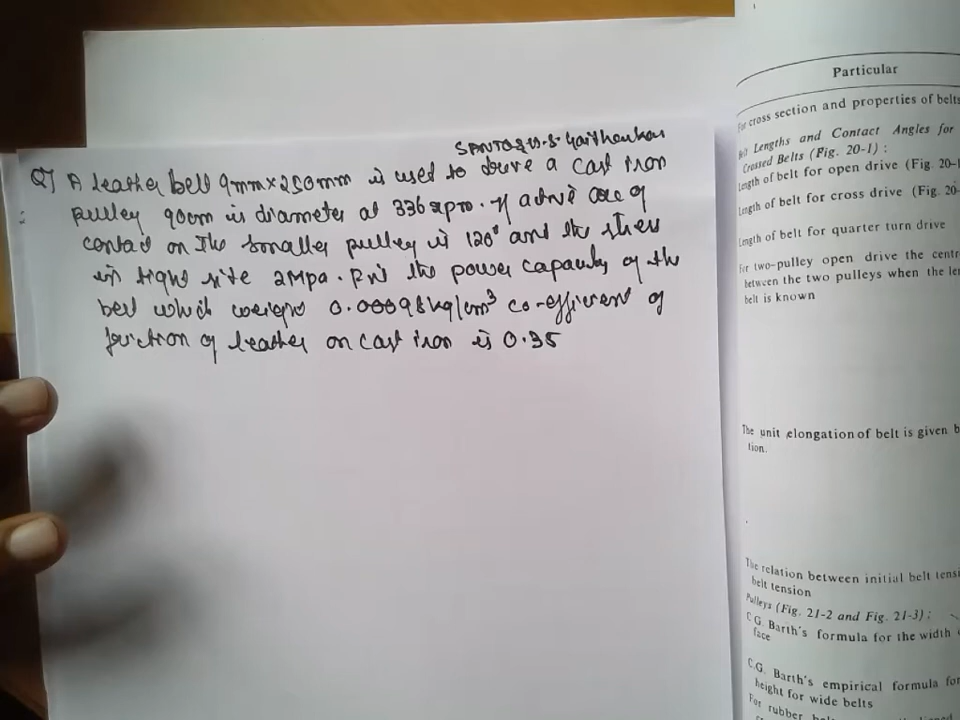 SANTOSH.S.
Q] A leather belt 9mm×250mm is used to drive a cast iron
pulley 90cm in diameter at 336 rpm. If active arc of
contact on the smaller pulley is 120° and the stress
in tight site 2Mpa. Find the power capacity of the
belt which weighs 0.00098kg/cm³ co-efficient of
friction of leather on cast iron is 0.35
Particular
For cross section and properties of belts
Belt Lengths and Contact Angles for
Crossed Belts (Fig. 20-1) :
Length of belt for open drive (Fig. 20-
Length of belt for cross drive (Fig. 20-
Length of belt for quarter turn drive
For two-pulley open drive the centr
between the two pulleys when the le
belt is known
The unit elongation of belt is given b
tion.
The relation between initial belt tensi
belt tension
Pulleys (Fig. 21-2 and Fig. 21-3) :
C G. Barth's formula for the width
face
C.G. Barth's empirical formula for
height for wide belts
For rubber